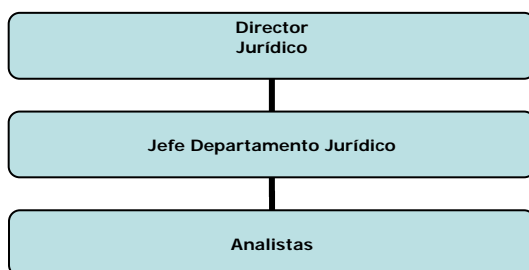 Director
Jurídico
Jefe Departamento Jurídico
Analistas